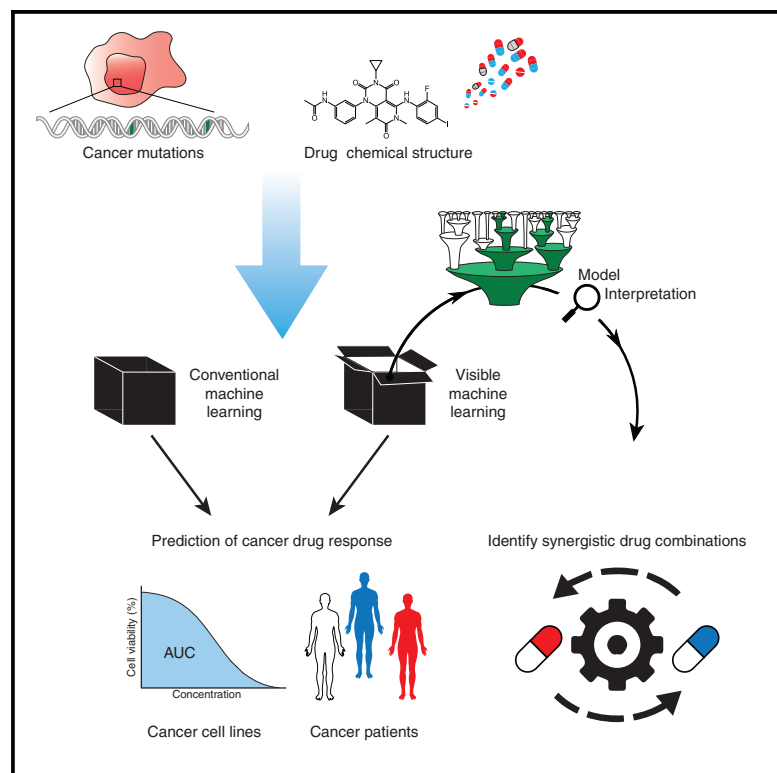 N
O
O
H
N
O
N
O
N
O
HN
F
I
Cancer mutations
Drug chemical structure
Model
Interpretation
Conventional
machine
learning
Visible
machine
learning
Prediction of cancer drug response
Identify synergistic drug combinations
Cell viability (%)
AUC
Concentration
Cancer cell lines
Cancer patients